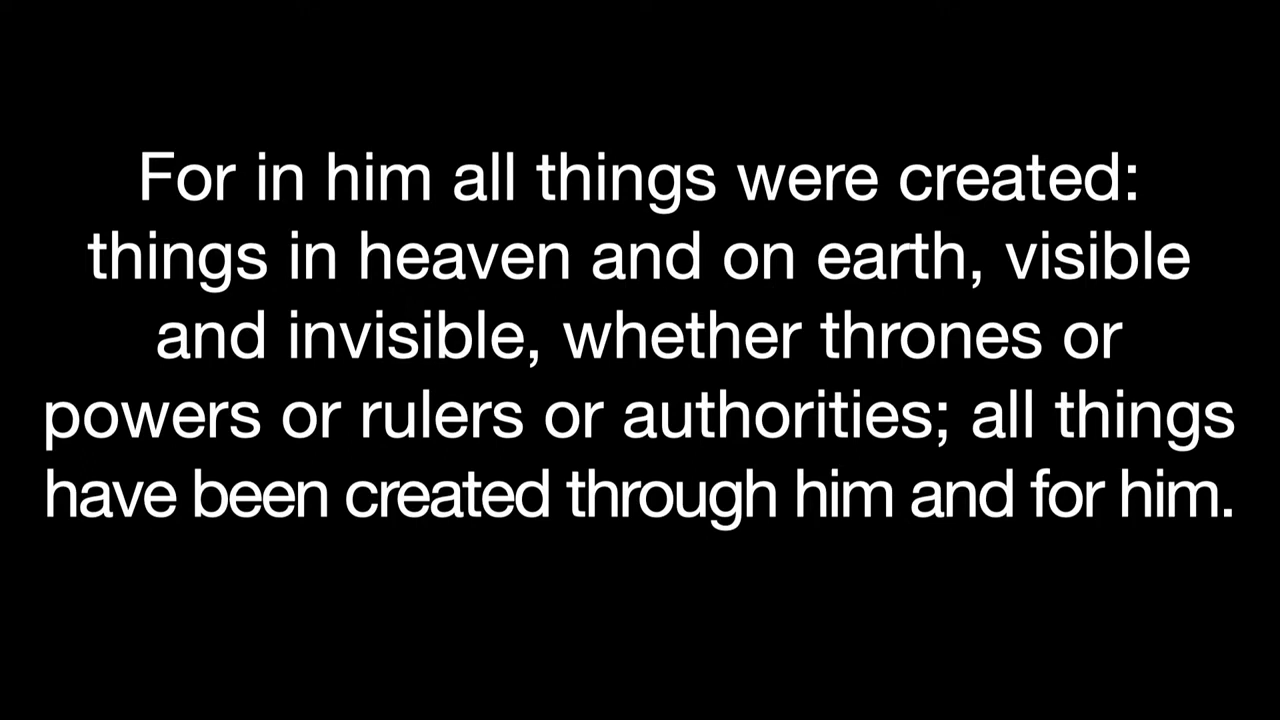 For in him all things were created:
things in heaven and on earth, visible
and invisible, whether thrones or
powers or rulers or authorities; all things
have been created through him and for him.